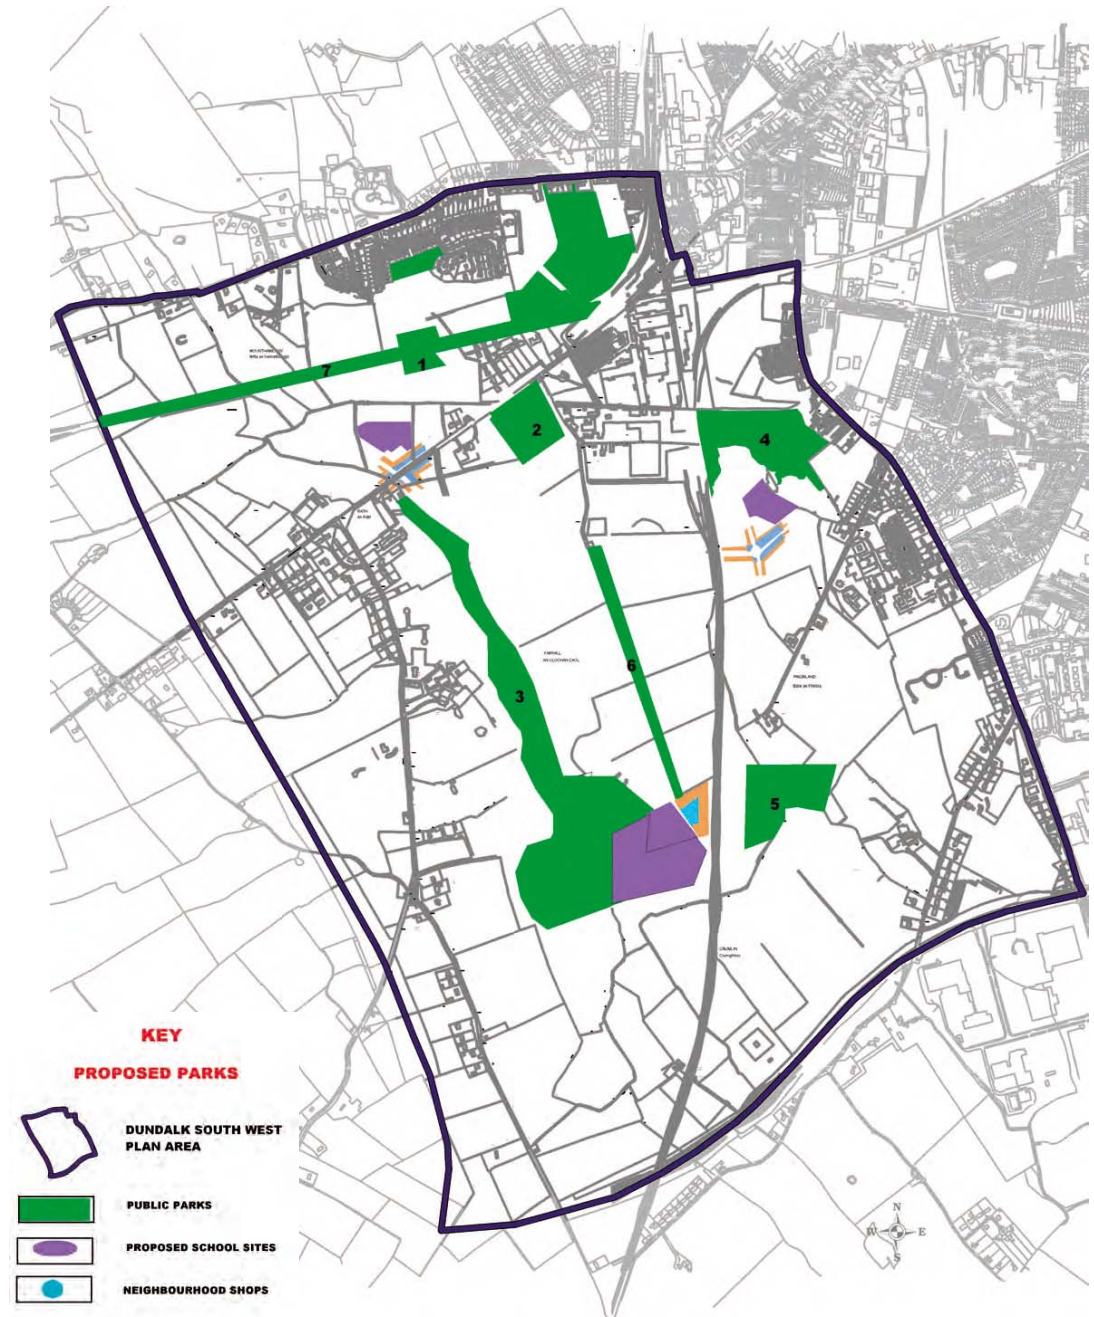 7
1
2
4
3
6
5
KEY
PROPOSED PARKS
DUNDALK SOUTH WEST
PLAN AREA
PUBLIC PARKS
PROPOSED SCHOOL SITES
NEIGHBOURHOOD SHOPS
N
W
E
S